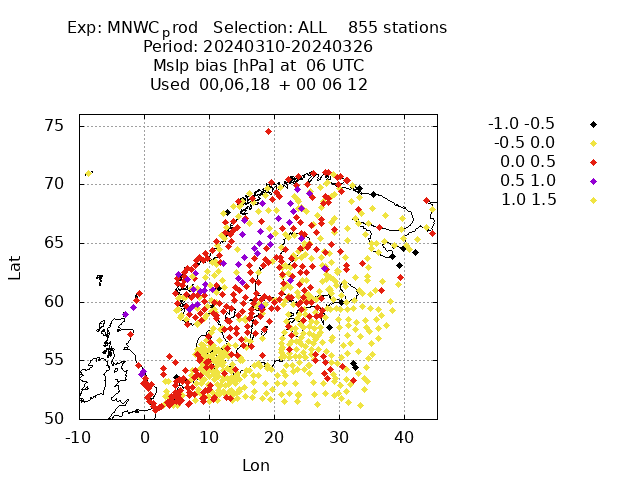 Exp: MNWC_prod   Selection: ALL    855 stations
Period: 20240310-20240326
Mslp bias [hPa] at  06 UTC
Used  00,06,18  + 00 06 12
-1.0 -0.5
-0.5 0.0
0.0 0.5
0.5 1.0
1.0 1.5
75
70
65
60
55
50
Lat
-10 0 10 20 30 40
Lon